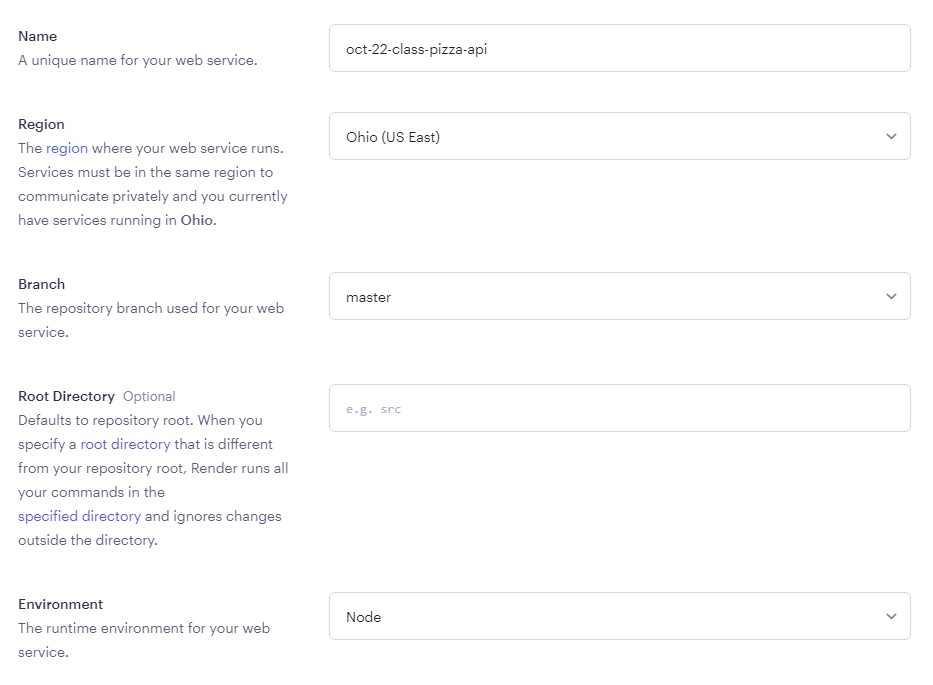 Name
A unique name for your web service.
oct-22-class-pizza-api
Region
The region where your web service runs.
Services must be in the same region to
communicate privately and you currently
have services running in Ohio.
Ohio (US East)
Branch
The repository branch used for your web
service.
master
Root Directory Optional
Defaults to repository root. When you
specify a root directory that is different
from your repository root, Render runs all
your commands in the
specified directory and ignores changes
outside the directory.
e.g. src
Environment
The runtime environment for your web
service.
Node